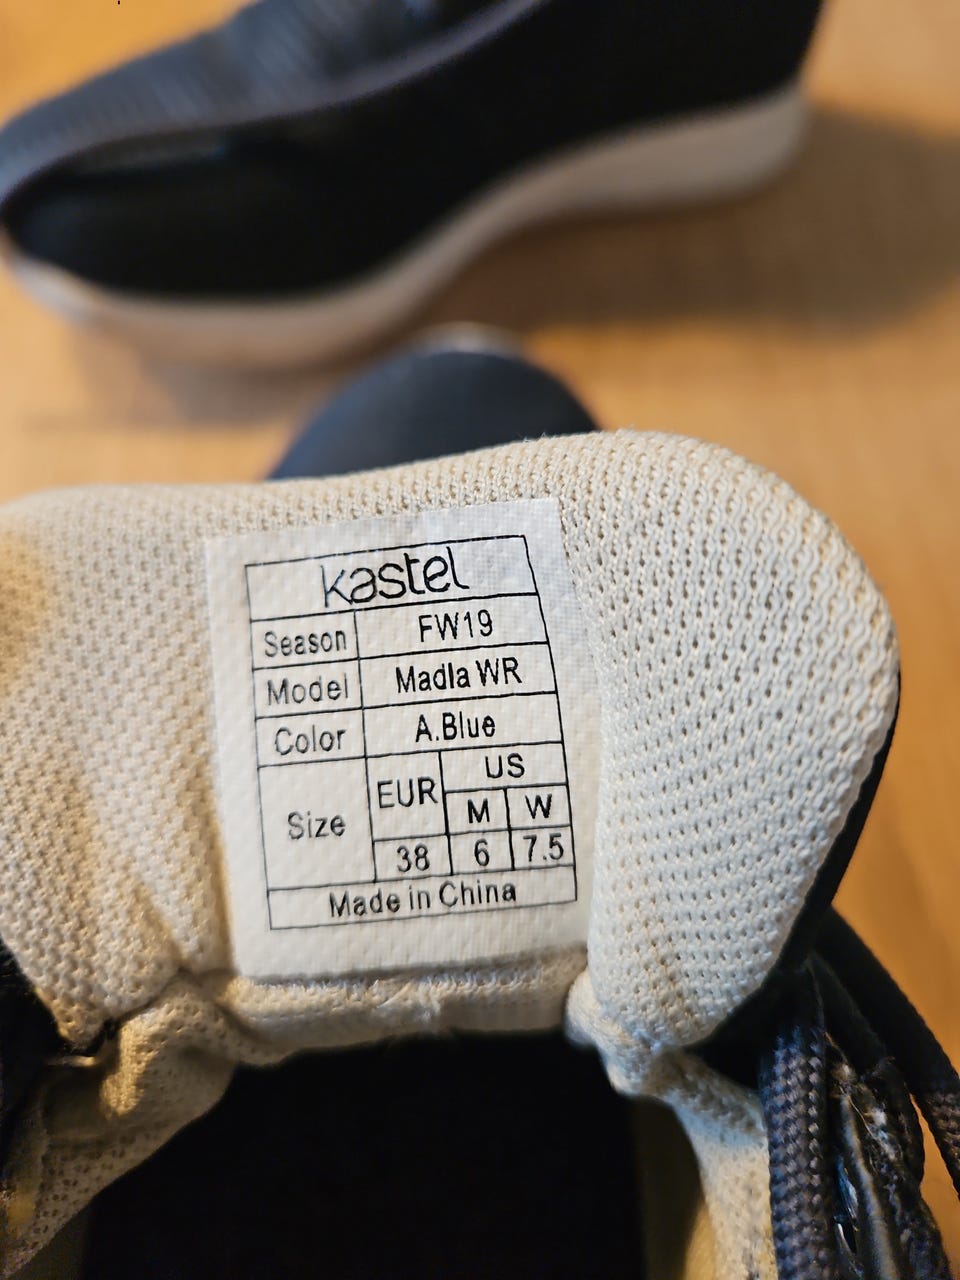 kastel
Season FW19
Model Madla WR
Color A.Blue
Size EUR US
M W
38 6 7.5
Made in China